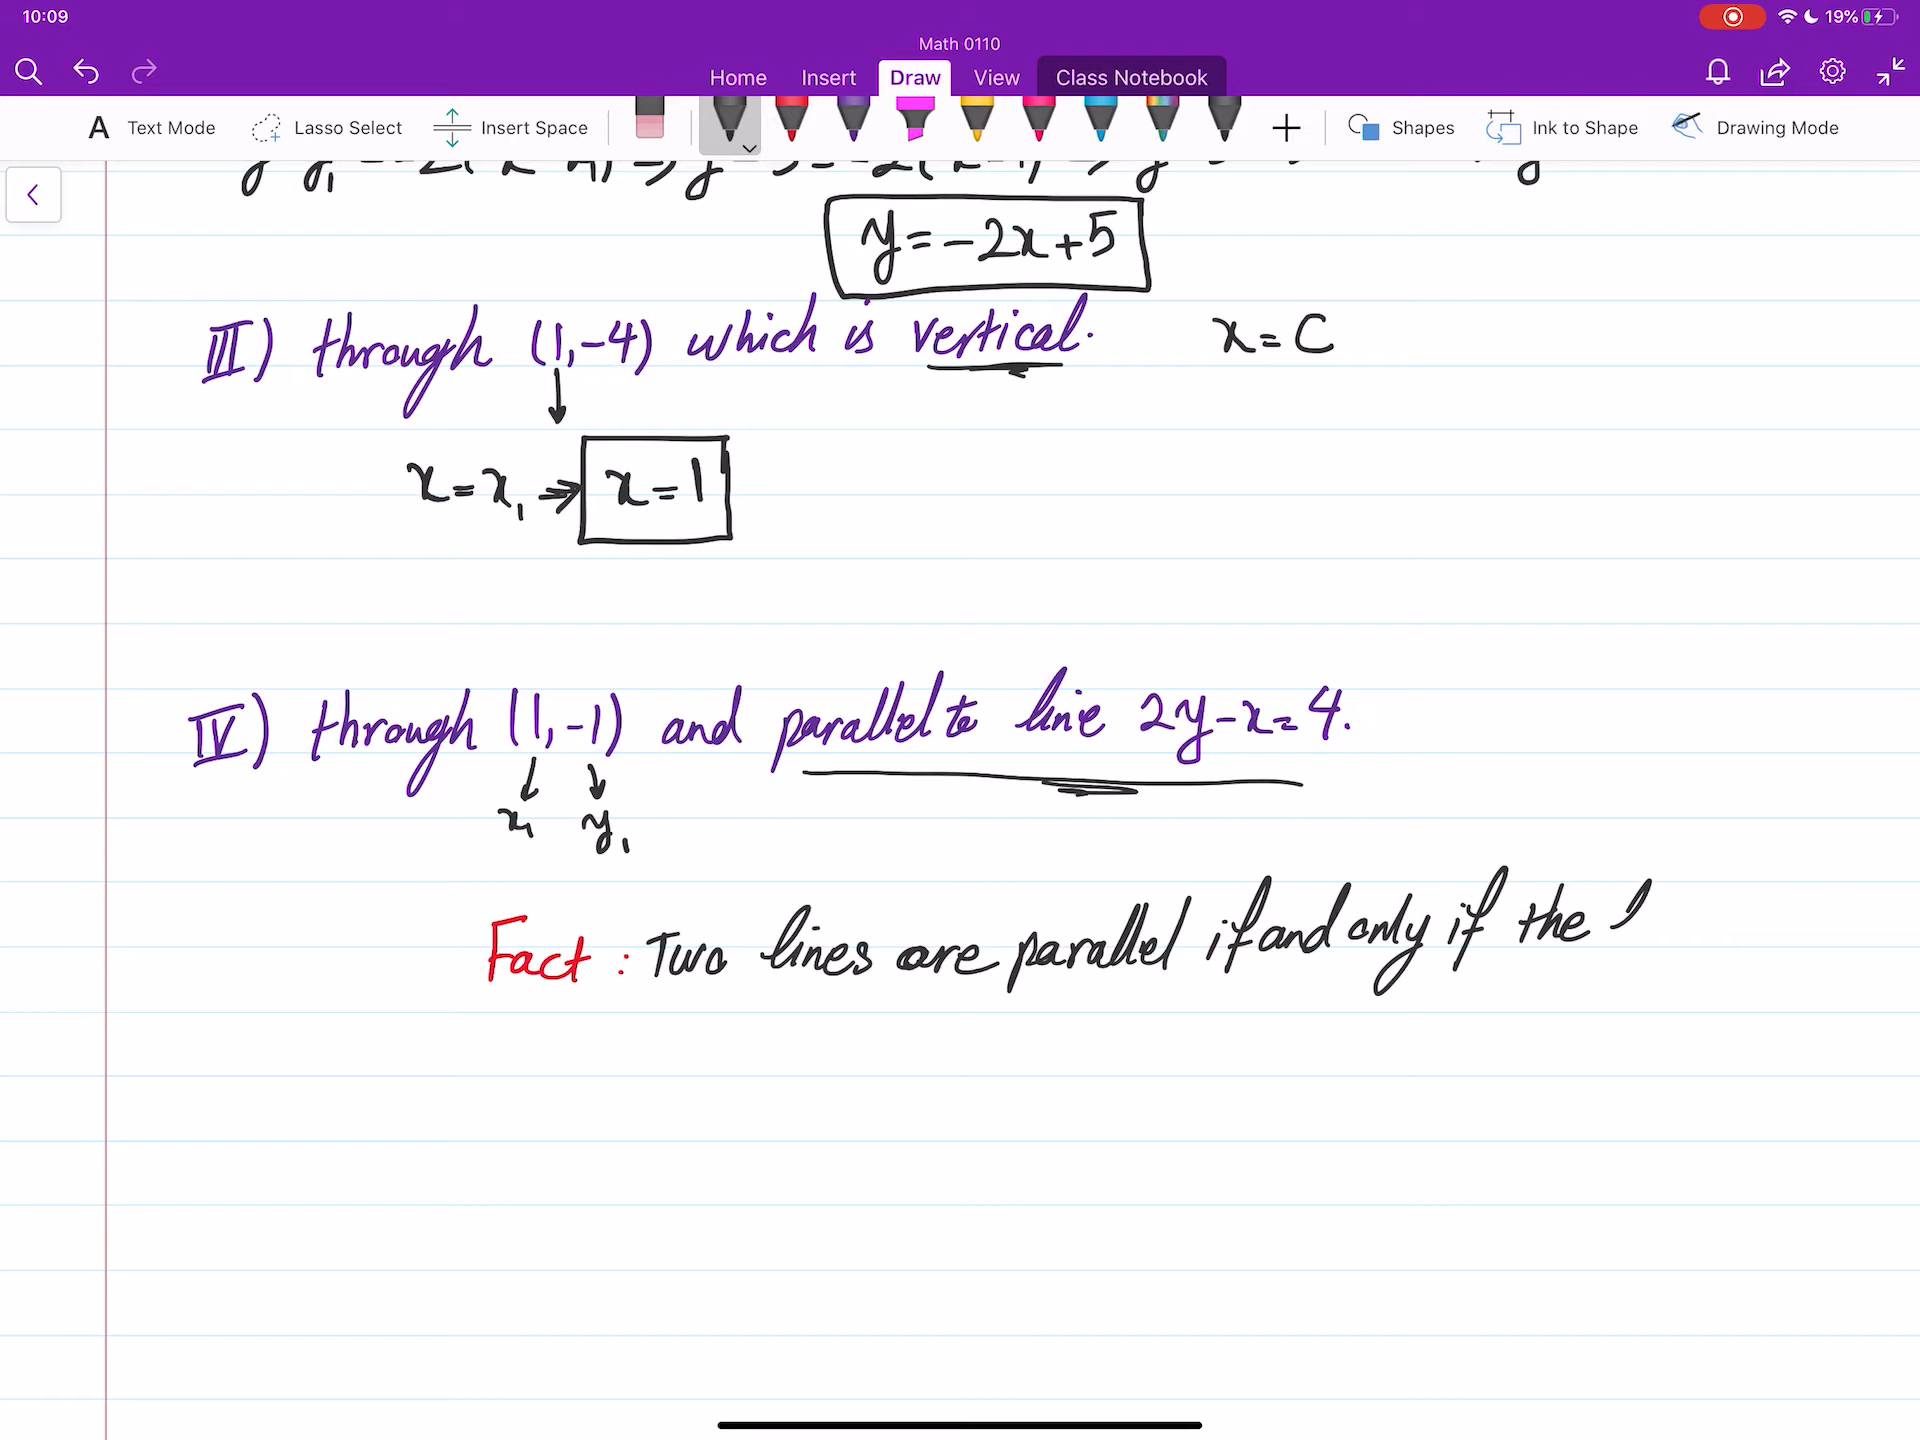 10:09
19%
Math 0110
Home Insert Draw View Class Notebook
A Text Mode Lasso Select Insert Space Shapes Ink to Shape Drawing Mode
y=-2x+5
III) through (1,-4) which is vertical. x=C
x=x₁ ⇒ x=1
IV) through (1,-1) and parallel to line 2y-x=4.
x₁ y₁
Fact: Two lines are parallel if and only if the